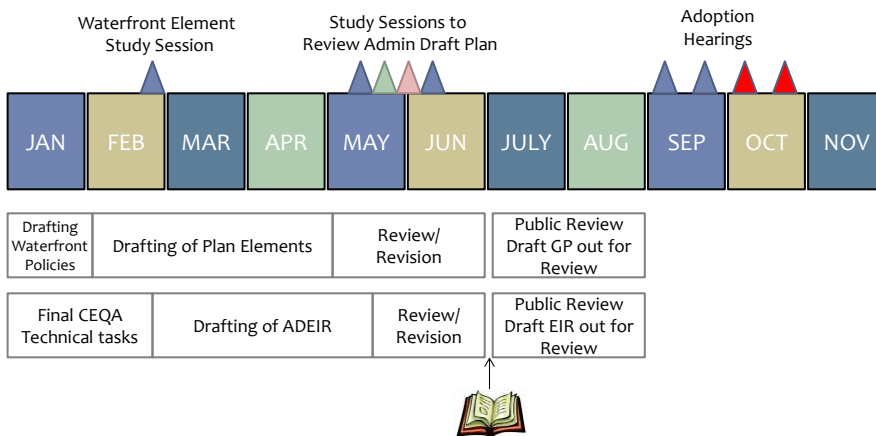 Waterfront Element
Study Session
Study Sessions to
Review Admin Draft Plan
Adoption
Hearings
JAN
FEB
MAR
APR
MAY
JUN
JULY
AUG
SEP
OCT
NOV
Drafting
Waterfront
Policies
Drafting of Plan Elements
Review/
Revision
Public Review
Draft GP out for
Review
Final CEQA
Technical tasks
Drafting of ADEIR
Review/
Revision
Public Review
Draft EIR out for
Review